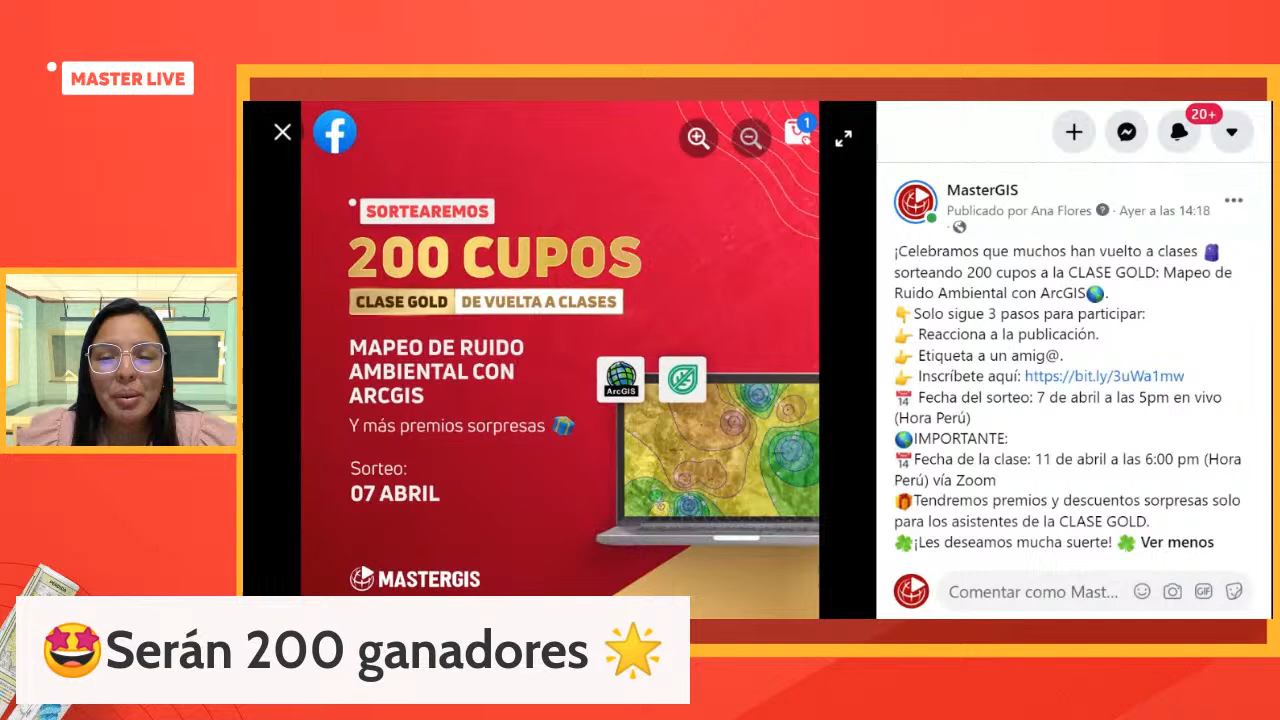 MASTER LIVE
1
20+
SORTEAREMOS
200 CUPOS
CLASE GOLD DE VUELTA A CLASES
MAPEO DE RUIDO
AMBIENTAL CON
ARCGIS
Y más premios sorpresas
Sorteo:
07 ABRIL
ArcGIS
MASTERGIS
MasterGIS
Publicado por Ana Flores · Ayer a las 14:18
·
¡Celebramos que muchos han vuelto a clases
sorteando 200 cupos a la CLASE GOLD: Mapeo de
Ruido Ambiental con ArcGIS🌎.
👇Solo sigue 3 pasos para participar:
👉 Reacciona a la publicación.
👉 Etiqueta a un amig@.
👉 Inscríbete aquí: https://bit.ly/3uWa1mw
📅 Fecha del sorteo: 7 de abril a las 5pm en vivo
(Hora Perú)
🌎IMPORTANTE:
📅Fecha de la clase: 11 de abril a las 6:00 pm (Hora
Perú) vía Zoom
🎁Tendremos premios y descuentos sorpresas solo
para los asistentes de la CLASE GOLD.
🍀¡Les deseamos mucha suerte! 🍀 Ver menos
Comentar como Mast...
GIF
🤩Serán 200 ganadores 🌟